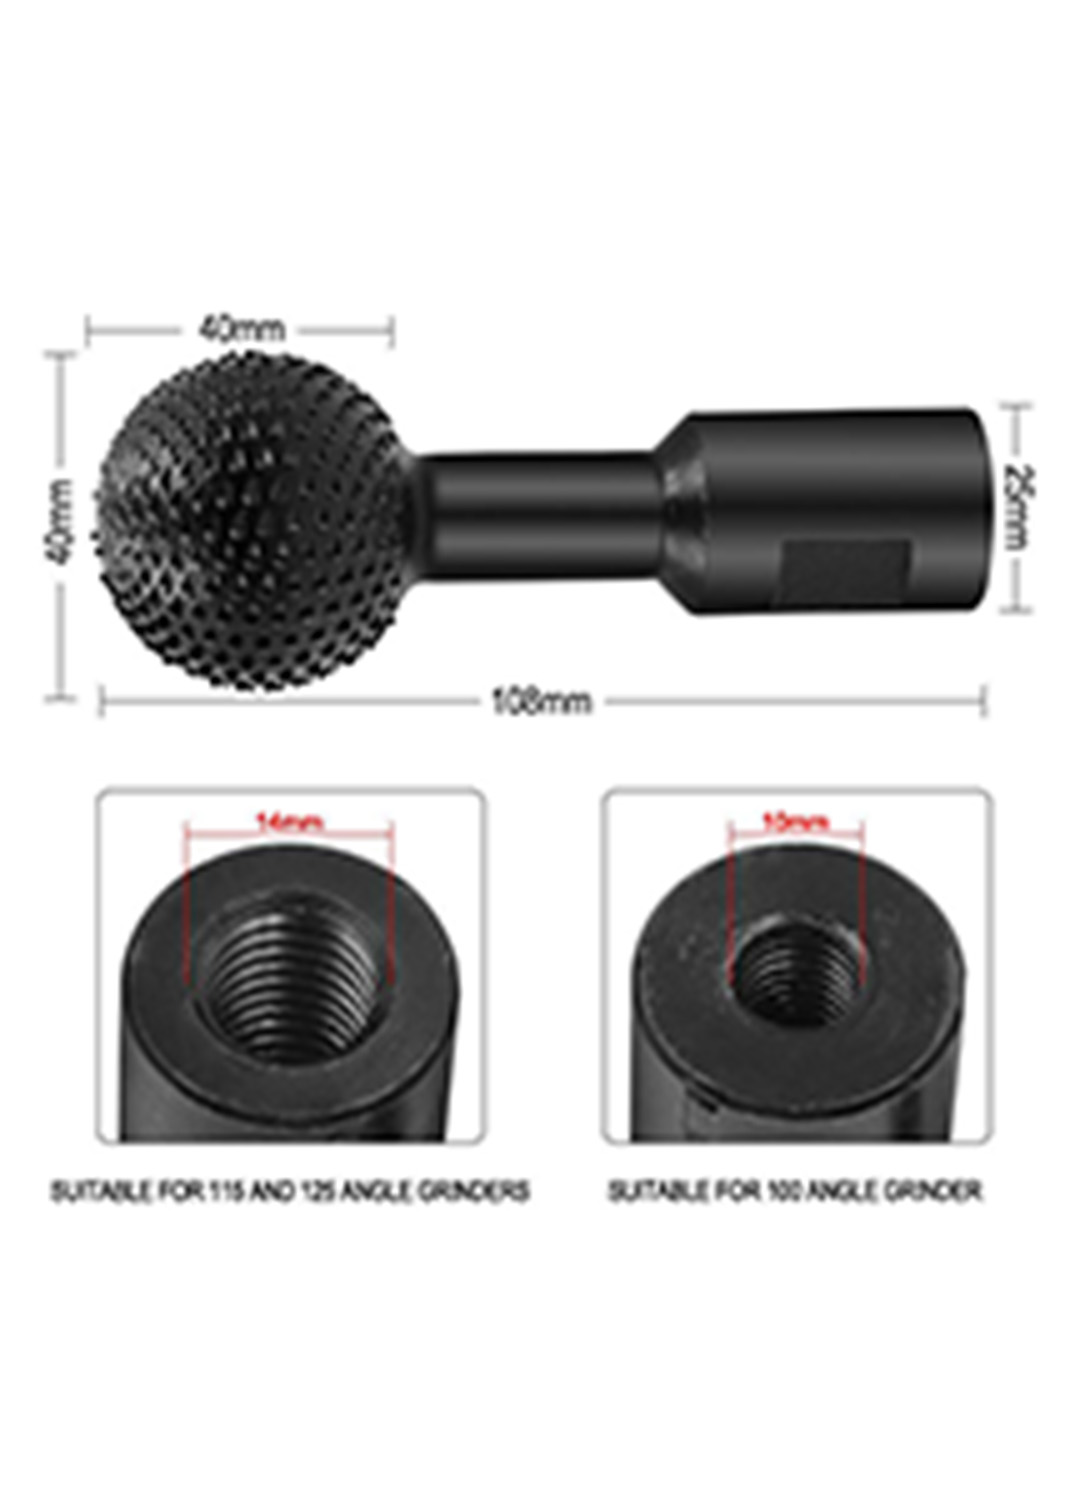 40mm
40mm
25mm
108mm
14mm
10mm
SUITABLE FOR 115 AND 125 ANGLE GRINDERS
SUITABLE FOR 100 ANGLE GRINDER